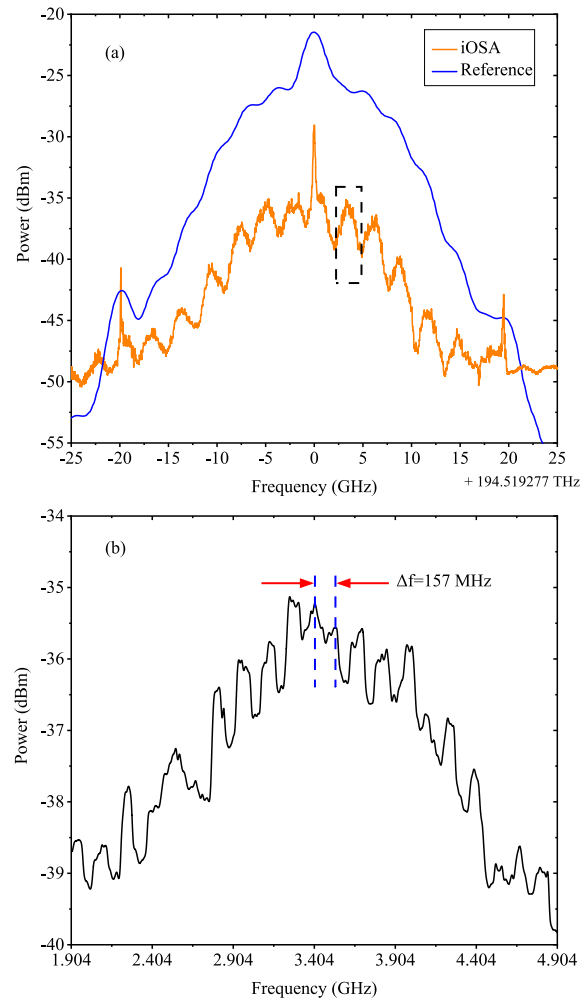 (a)
iOSA
Reference
Power (dBm)
-20
-25
-30
-35
-40
-45
-50
-55
-25 -20 -15 -10 -5 0 5 10 15 20 25
Frequency (GHz)
+ 194.519277 THz
(b)
Δf=157 MHz
Power (dBm)
-34
-35
-36
-37
-38
-39
-40
1.904 2.404 2.904 3.404 3.904 4.404 4.904
Frequency (GHz)